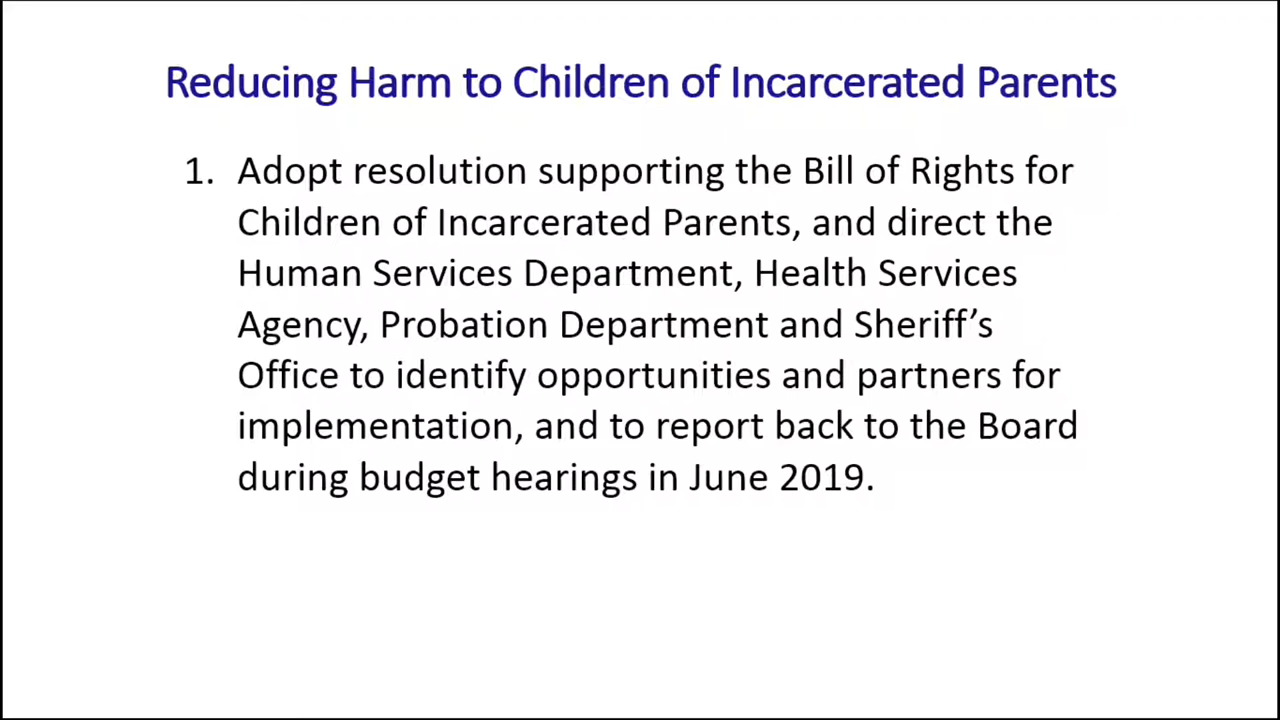 Reducing Harm to Children of Incarcerated Parents
1. Adopt resolution supporting the Bill of Rights for
Children of Incarcerated Parents, and direct the
Human Services Department, Health Services
Agency, Probation Department and Sheriff’s
Office to identify opportunities and partners for
implementation, and to report back to the Board
during budget hearings in June 2019.